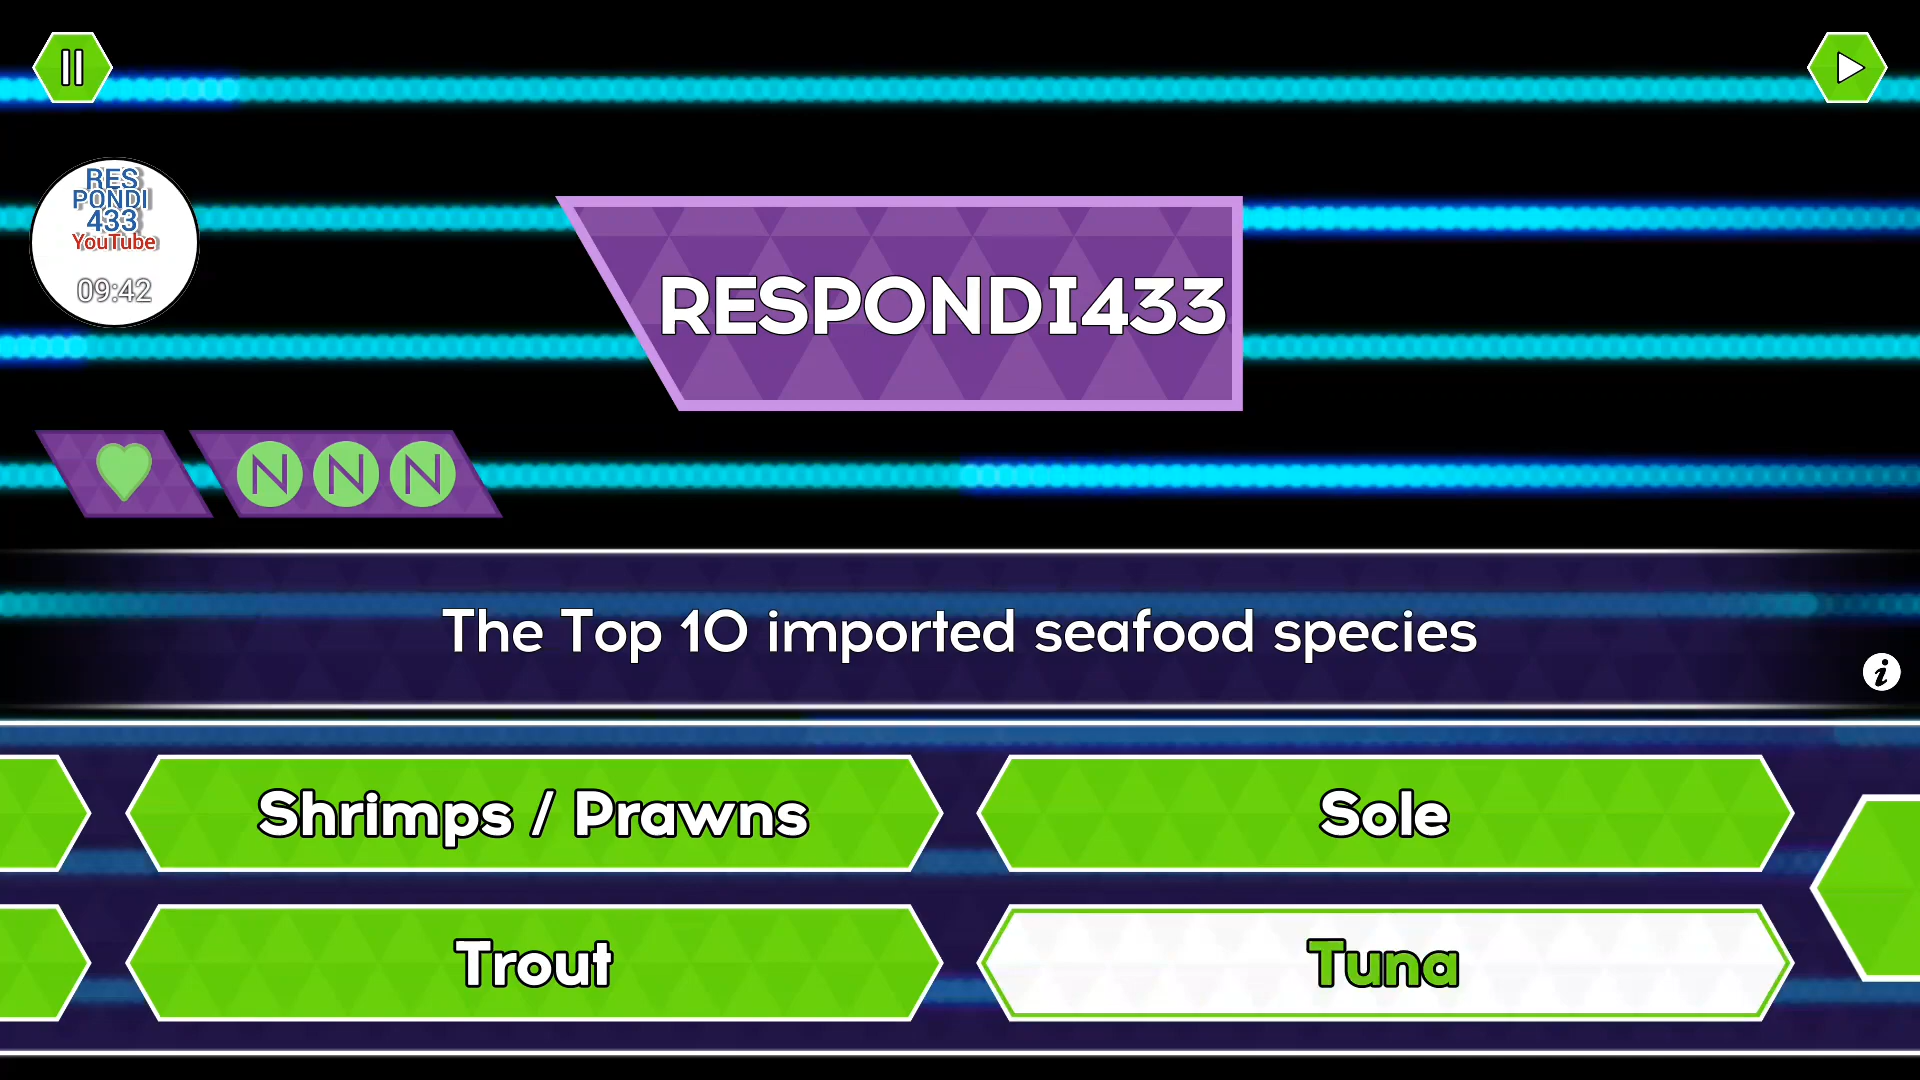 RES
PONDI
433
YouTube
09:42
RESPONDI433
N N N
The Top 10 imported seafood species
i
Shrimps / Prawns
Sole
Trout
Tuna